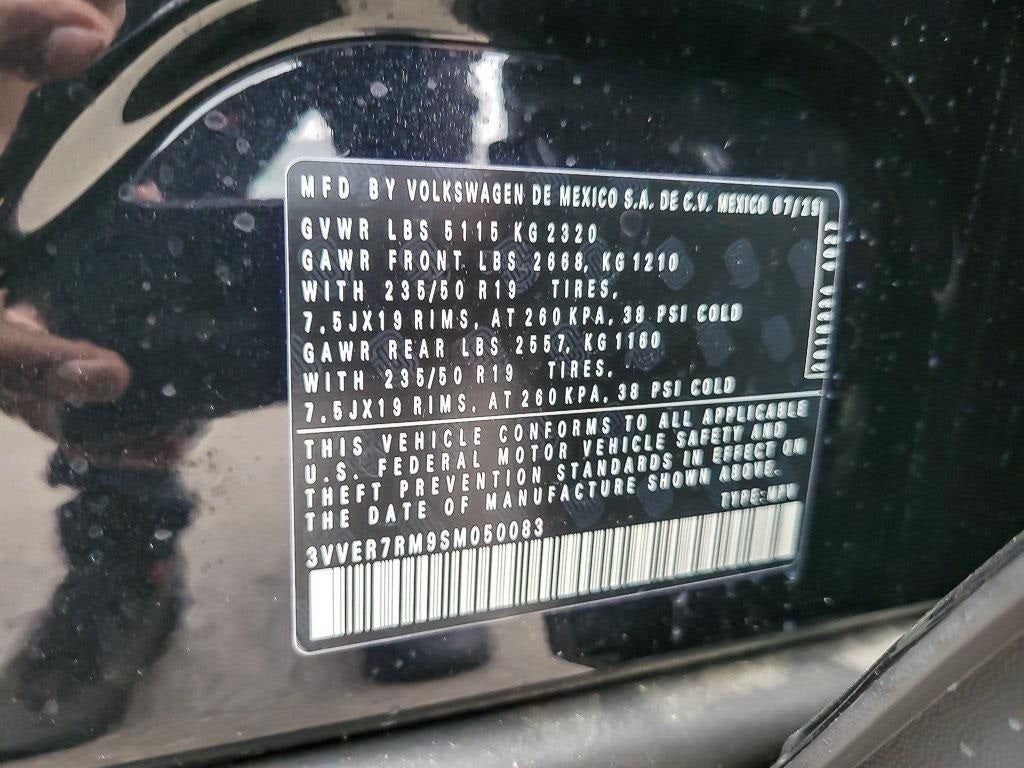 MFD BY VOLKSWAGEN DE MEXICO S.A. DE C.V. MEXICO 07/25
GVWR LBS 5115 KG 2320
GAWR FRONT LBS 2668, KG 1210
WITH 235/50 R19 TIRES,
7.5JX19 RIMS, AT 260 KPA, 38 PSI COLD
GAWR REAR LBS 2557, KG 1160
WITH 235/50 R19 TIRES,
7.5JX19 RIMS, AT 260 KPA, 38 PSI COLD
THIS VEHICLE CONFORMS TO ALL APPLICABLE
U.S. FEDERAL MOTOR VEHICLE SAFETY AND
THEFT PREVENTION STANDARDS IN EFFECT ON
THE DATE OF MANUFACTURE SHOWN ABOVE.
TYPE:MPV
3VVER7RM9SM050083